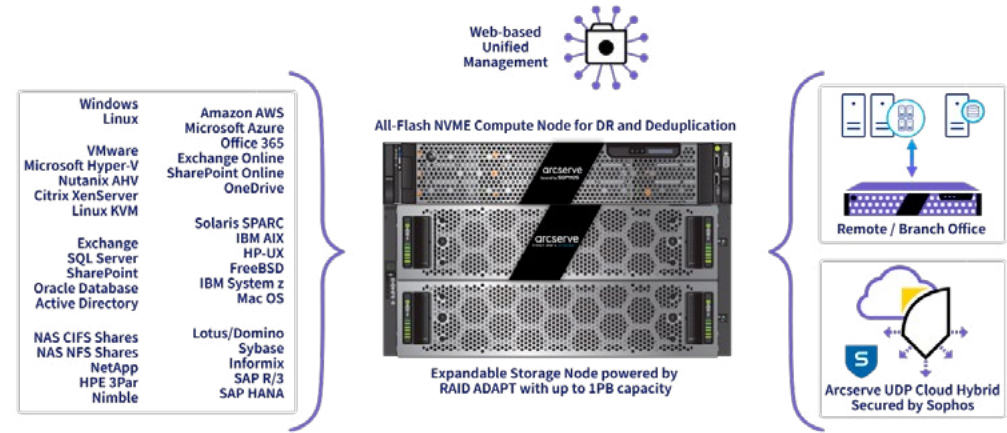 Web-based
Unified
Management
Windows
Linux
VMware
Microsoft Hyper-V
Nutanix AHV
Citrix XenServer
Linux KVM
Exchange
SQL Server
SharePoint
Oracle Database
Active Directory
NAS CIFS Shares
NAS NFS Shares
NetApp
HPE 3Par
Nimble
Amazon AWS
Microsoft Azure
Office 365
Exchange Online
SharePoint Online
OneDrive
Solaris SPARC
IBM AIX
HP-UX
FreeBSD
IBM System z
Mac OS
Lotus/Domino
Sybase
Informix
SAP R/3
SAP HANA
All-Flash NVME Compute Node for DR and Deduplication
arcserve
Secured by SOPHOS
arcserve
Expandable Storage Node powered by
RAID ADAPT with up to 1PB capacity
Remote / Branch Office
S
Arcserve UDP Cloud Hybrid
Secured by Sophos